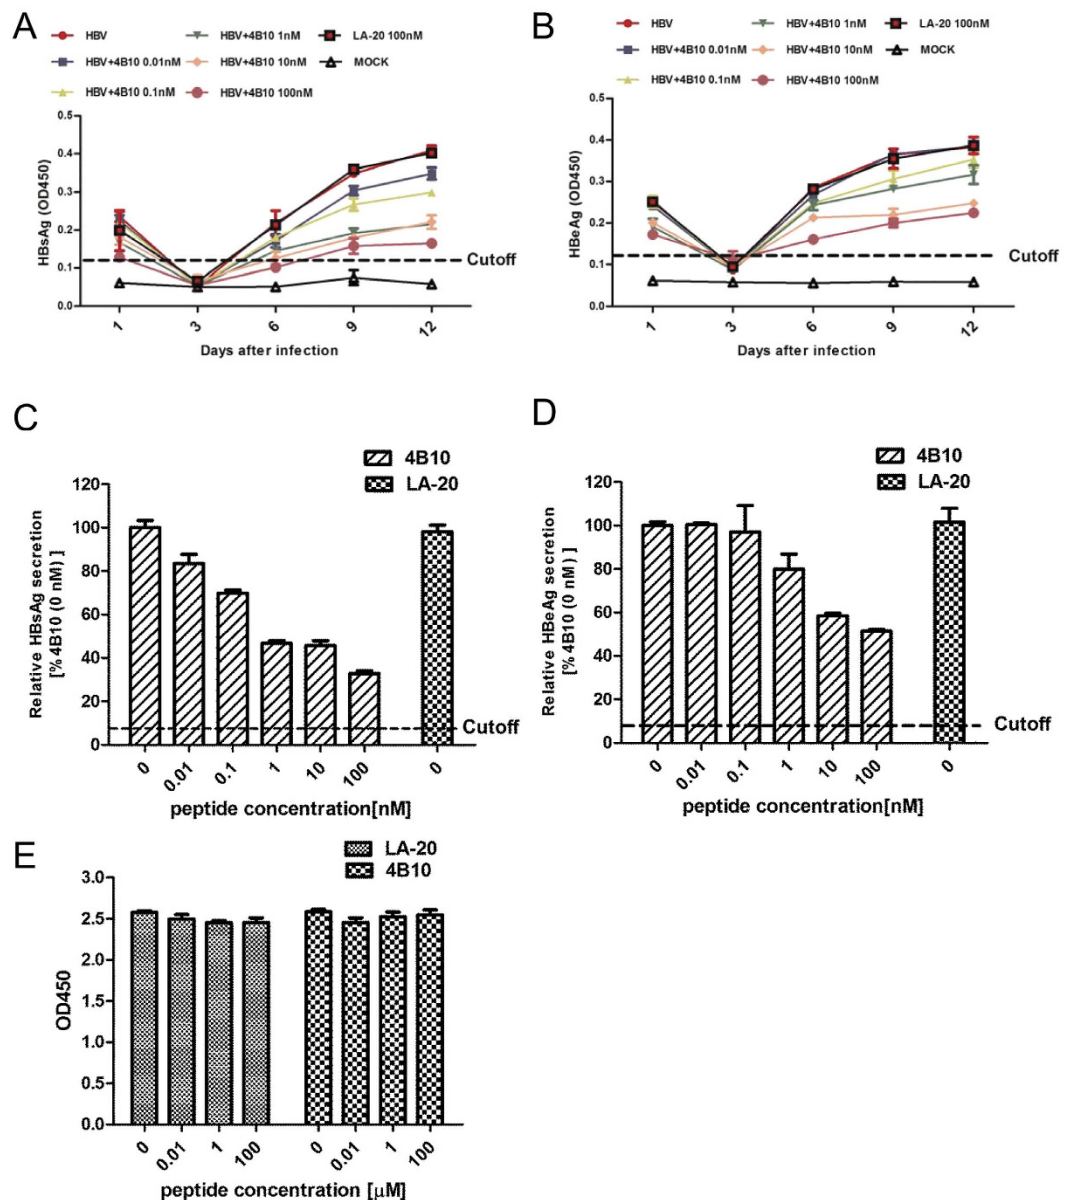 A
HBV
HBV+4B10 1nM
LA-20 100nM
HBV+4B10 0.01nM
HBV+4B10 10nM
MOCK
HBV+4B10 0.1nM
HBV+4B10 100nM
HBsAg (OD450)
0.5
0.4
0.3
0.2
0.1
0.0
Cutoff
1
3
6
9
12
Days after infection
B
HBV
HBV+4B10 1nM
LA-20 100nM
HBV+4B10 0.01nM
HBV+4B10 10nM
MOCK
HBV+4B10 0.1nM
HBV+4B10 100nM
HBeAg (OD450)
0.5
0.4
0.3
0.2
0.1
0.0
Cutoff
1
3
6
9
12
Days after infection
C
4B10
LA-20
Relative HBsAg secretion
[%4B10 (0 nM) ]
120
100
80
60
40
20
0
Cutoff
0
0.01
0.1
1
10
100
0
peptide concentration[nM]
D
4B10
LA-20
Relative HBeAg secretion
[%4B10 (0 nM) ]
120
100
80
60
40
20
0
Cutoff
0
0.01
0.1
1
10
100
0
peptide concentration[nM]
E
LA-20
4B10
OD450
3.0
2.5
2.0
1.5
1.0
0.5
0.0
0
0.01
1
100
0
0.01
1
100
peptide concentration [μM]